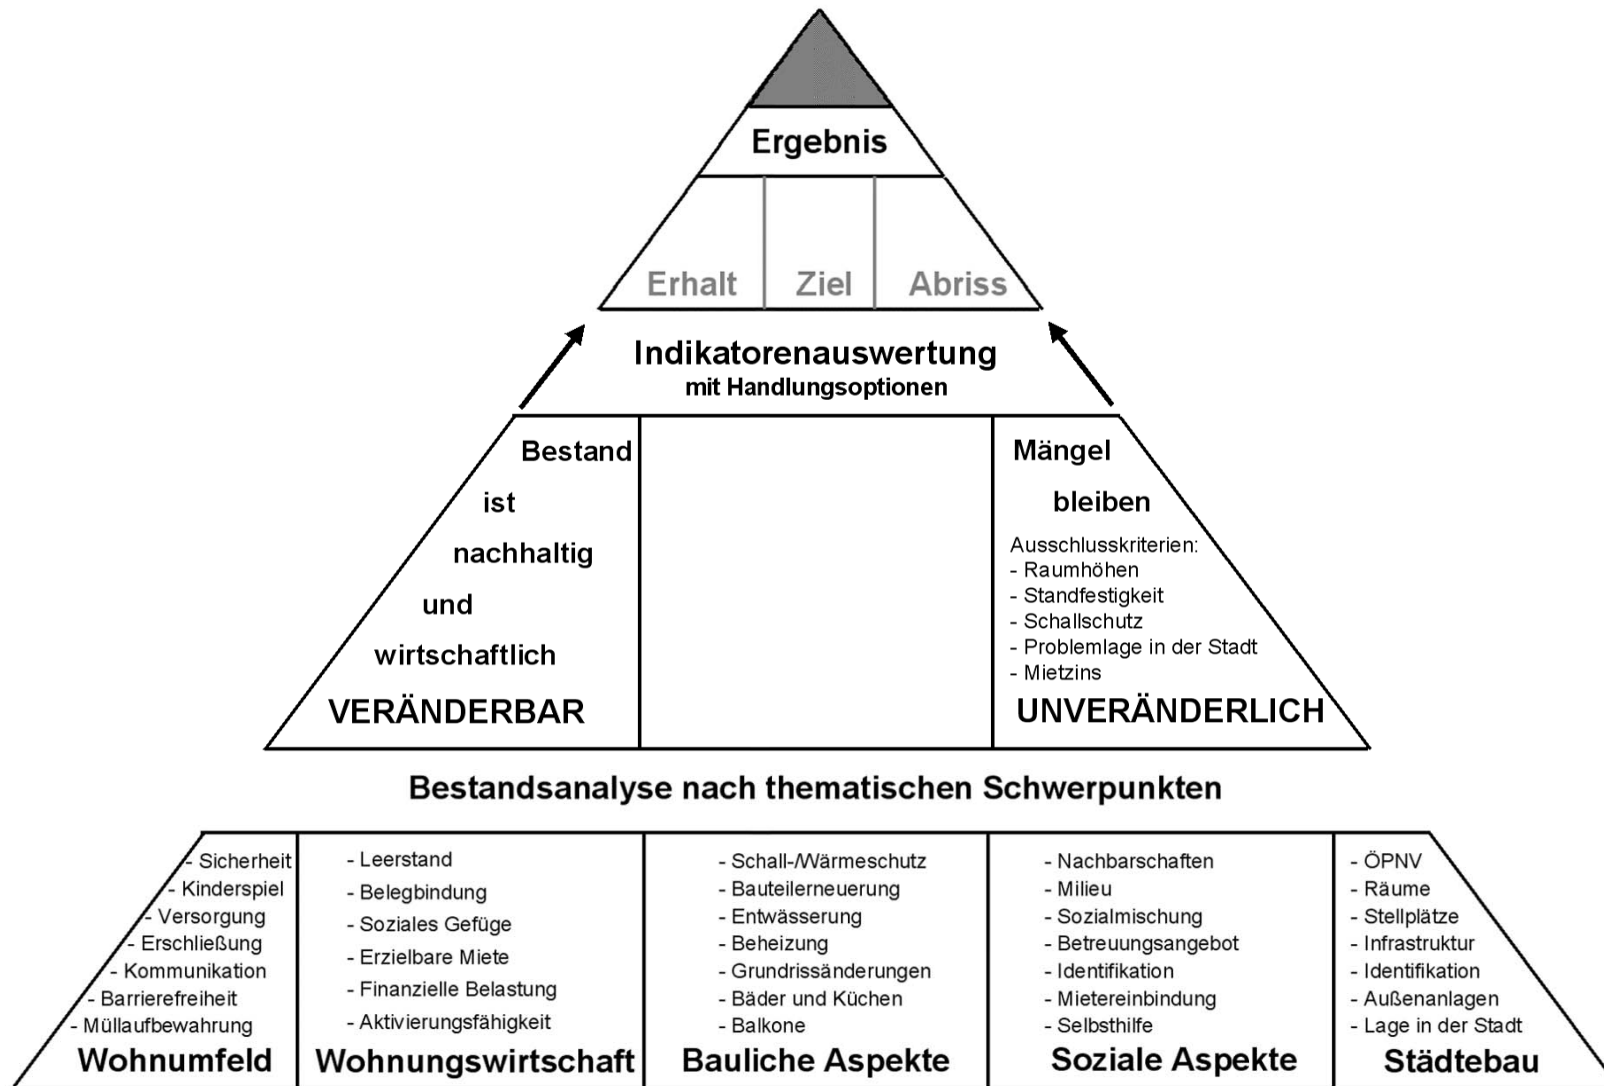 Ergebnis
Erhalt
Ziel
Abriss
Indikatorenauswertung
mit Handlungsoptionen
Bestand
ist
nachhaltig
und
wirtschaftlich
VERÄNDERBAR
Mängel
bleiben
Ausschlusskriterien:
- Raumhöhen
- Standfestigkeit
- Schallschutz
- Problemlage in der Stadt
- Mietzins
UNVERÄNDERLICH
Bestandsanalyse nach thematischen Schwerpunkten
- Sicherheit
- Kinderspiel
- Versorgung
- Erschließung
- Kommunikation
- Barrierefreiheit
- Müllaufbewahrung
Wohnumfeld
- Leerstand
- Belegbindung
- Soziales Gefüge
- Erzielbare Miete
- Finanzielle Belastung
- Aktivierungsfähigkeit
Wohnungswirtschaft
- Schall-/Wärmeschutz
- Bauteilerneuerung
- Entwässerung
- Beheizung
- Grundrissänderungen
- Bäder und Küchen
- Balkone
Bauliche Aspekte
- Nachbarschaften
- Milieu
- Sozialmischung
- Betreuungsangebot
- Identifikation
- Mietereinbindung
- Selbsthilfe
Soziale Aspekte
- ÖPNV
- Räume
- Stellplätze
- Infrastruktur
- Identifikation
- Außenanlagen
- Lage in der Stadt
Städtebau